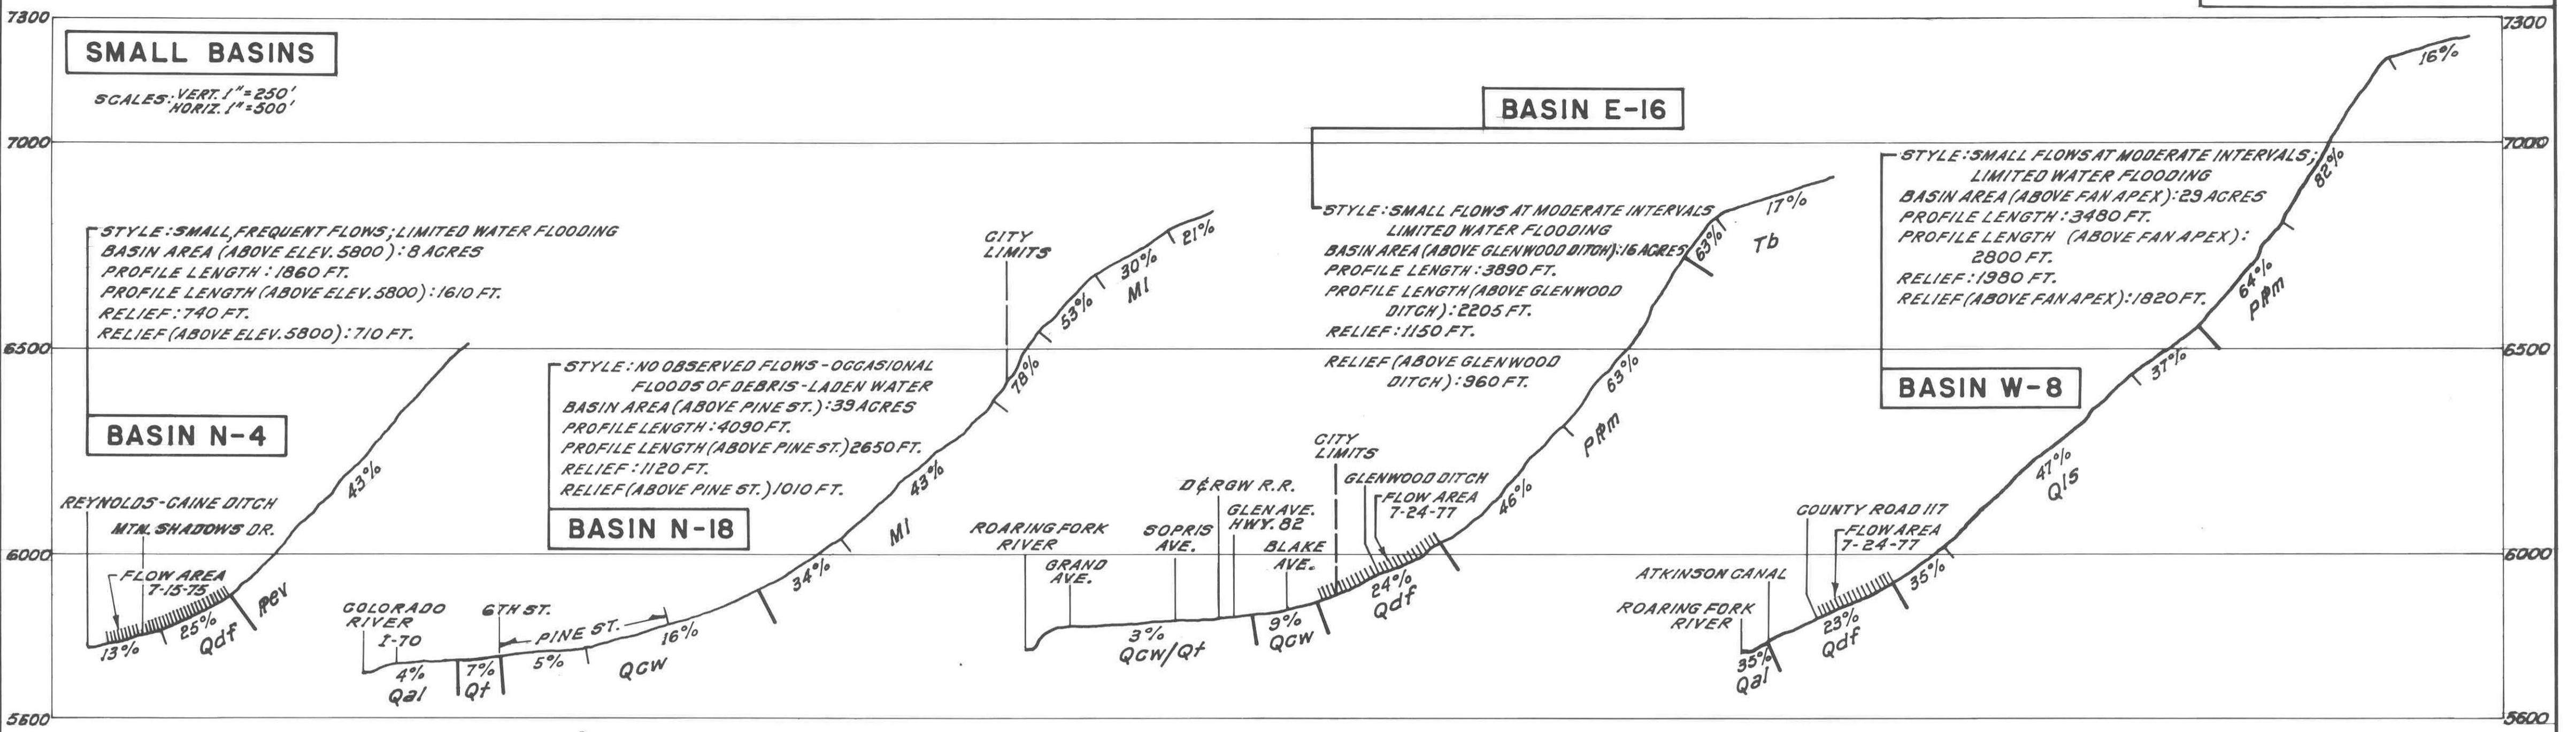 7300
7300
SMALL BASINS
SCALES: VERT. 1"=250'
HORIZ. 1"=500'
7000
7000
6500
6500
6000
6000
5600
5600
STYLE: SMALL, FREQUENT FLOWS; LIMITED WATER FLOODING
BASIN AREA (ABOVE ELEV. 5800): 8 ACRES
PROFILE LENGTH: 1860 FT.
PROFILE LENGTH (ABOVE ELEV. 5800): 1610 FT.
RELIEF: 740 FT.
RELIEF (ABOVE ELEV. 5800): 710 FT.
BASIN N-4
REYNOLDS-CAINE DITCH
MTN. SHADOWS DR.
FLOW AREA
7-15-75
13%
25%
Qdf
Pev
43%
STYLE: NO OBSERVED FLOWS - OCCASIONAL
FLOODS OF DEBRIS-LADEN WATER
BASIN AREA (ABOVE PINE ST.): 39 ACRES
PROFILE LENGTH: 4090 FT.
PROFILE LENGTH (ABOVE PINE ST.) 2650 FT.
RELIEF: 1120 FT.
RELIEF (ABOVE PINE ST.) 1010 FT.
BASIN N-18
COLORADO
RIVER
I-70
6TH ST.
PINE ST.
4%
Qal
7%
Qt
5%
QCW
16%
34%
Ml
43%
78%
CITY
LIMITS
53%
30%
Ml
21%
BASIN E-16
STYLE: SMALL FLOWS AT MODERATE INTERVALS
LIMITED WATER FLOODING
BASIN AREA (ABOVE GLENWOOD DITCH): 16 ACRES
PROFILE LENGTH: 3890 FT.
PROFILE LENGTH (ABOVE GLENWOOD
DITCH): 2205 FT.
RELIEF: 1150 FT.
RELIEF (ABOVE GLENWOOD
DITCH): 960 FT.
ROARING FORK
RIVER
GRAND
AVE.
SOPRIS
AVE.
D&RGW R.R.
GLEN AVE.
HWY. 82
BLAKE
AVE.
CITY
LIMITS
GLENWOOD DITCH
FLOW AREA
7-24-77
3%
QCW/Qt
9%
QCW
24%
Qdf
46%
PPm
63%
63%
Tb
17%
STYLE: SMALL FLOWS AT MODERATE INTERVALS;
LIMITED WATER FLOODING
BASIN AREA (ABOVE FAN APEX): 29 ACRES
PROFILE LENGTH: 3480 FT.
PROFILE LENGTH (ABOVE FAN APEX):
2800 FT.
RELIEF: 1980 FT.
RELIEF (ABOVE FAN APEX): 1820 FT.
BASIN W-8
COUNTY ROAD 117
FLOW AREA
7-24-77
ATKINSON CANAL
ROARING FORK
RIVER
35%
Qal
23%
Qdf
35%
47%
Qls
37%
64%
PPm
82%
16%